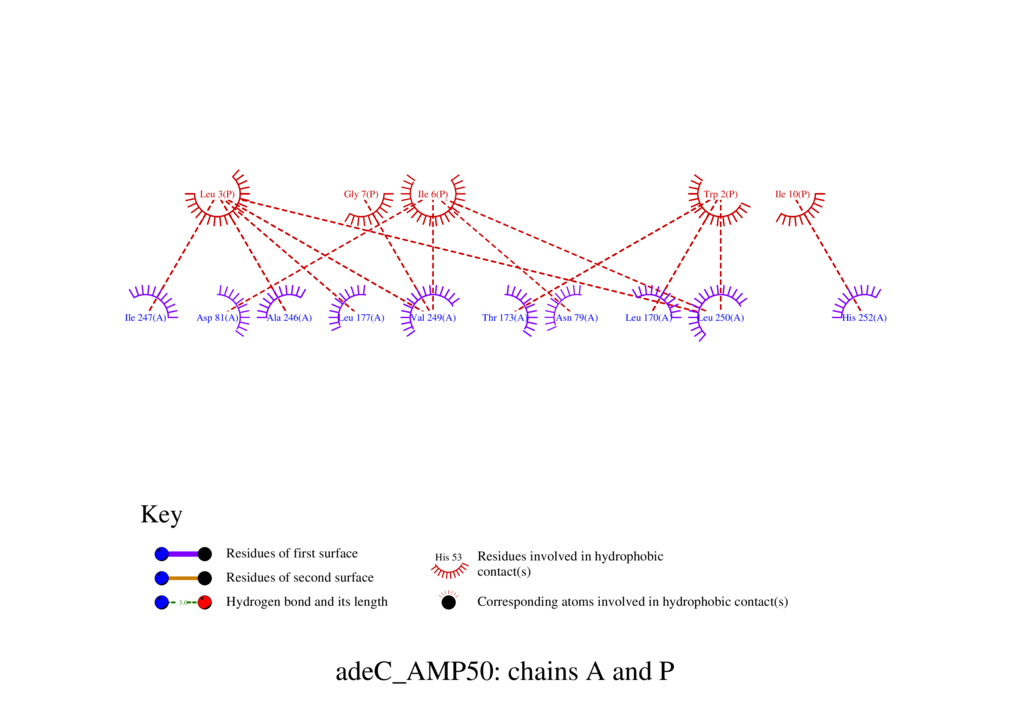 Leu 3(P) Gly 7(P) Ile 6(P) Trp 2(P) Ile 10(P)
Ile 247(A) Asp 81(A) Ala 246(A) Leu 177(A) Val 249(A) Thr 173(A) Asn 79(A) Leu 170(A) Leu 250(A) His 252(A)
Key
Residues of first surface
Residues of second surface
3.0 Hydrogen bond and its length
His 53 Residues involved in hydrophobic
contact(s)
Corresponding atoms involved in hydrophobic contact(s)
adeC_AMP50: chains A and P